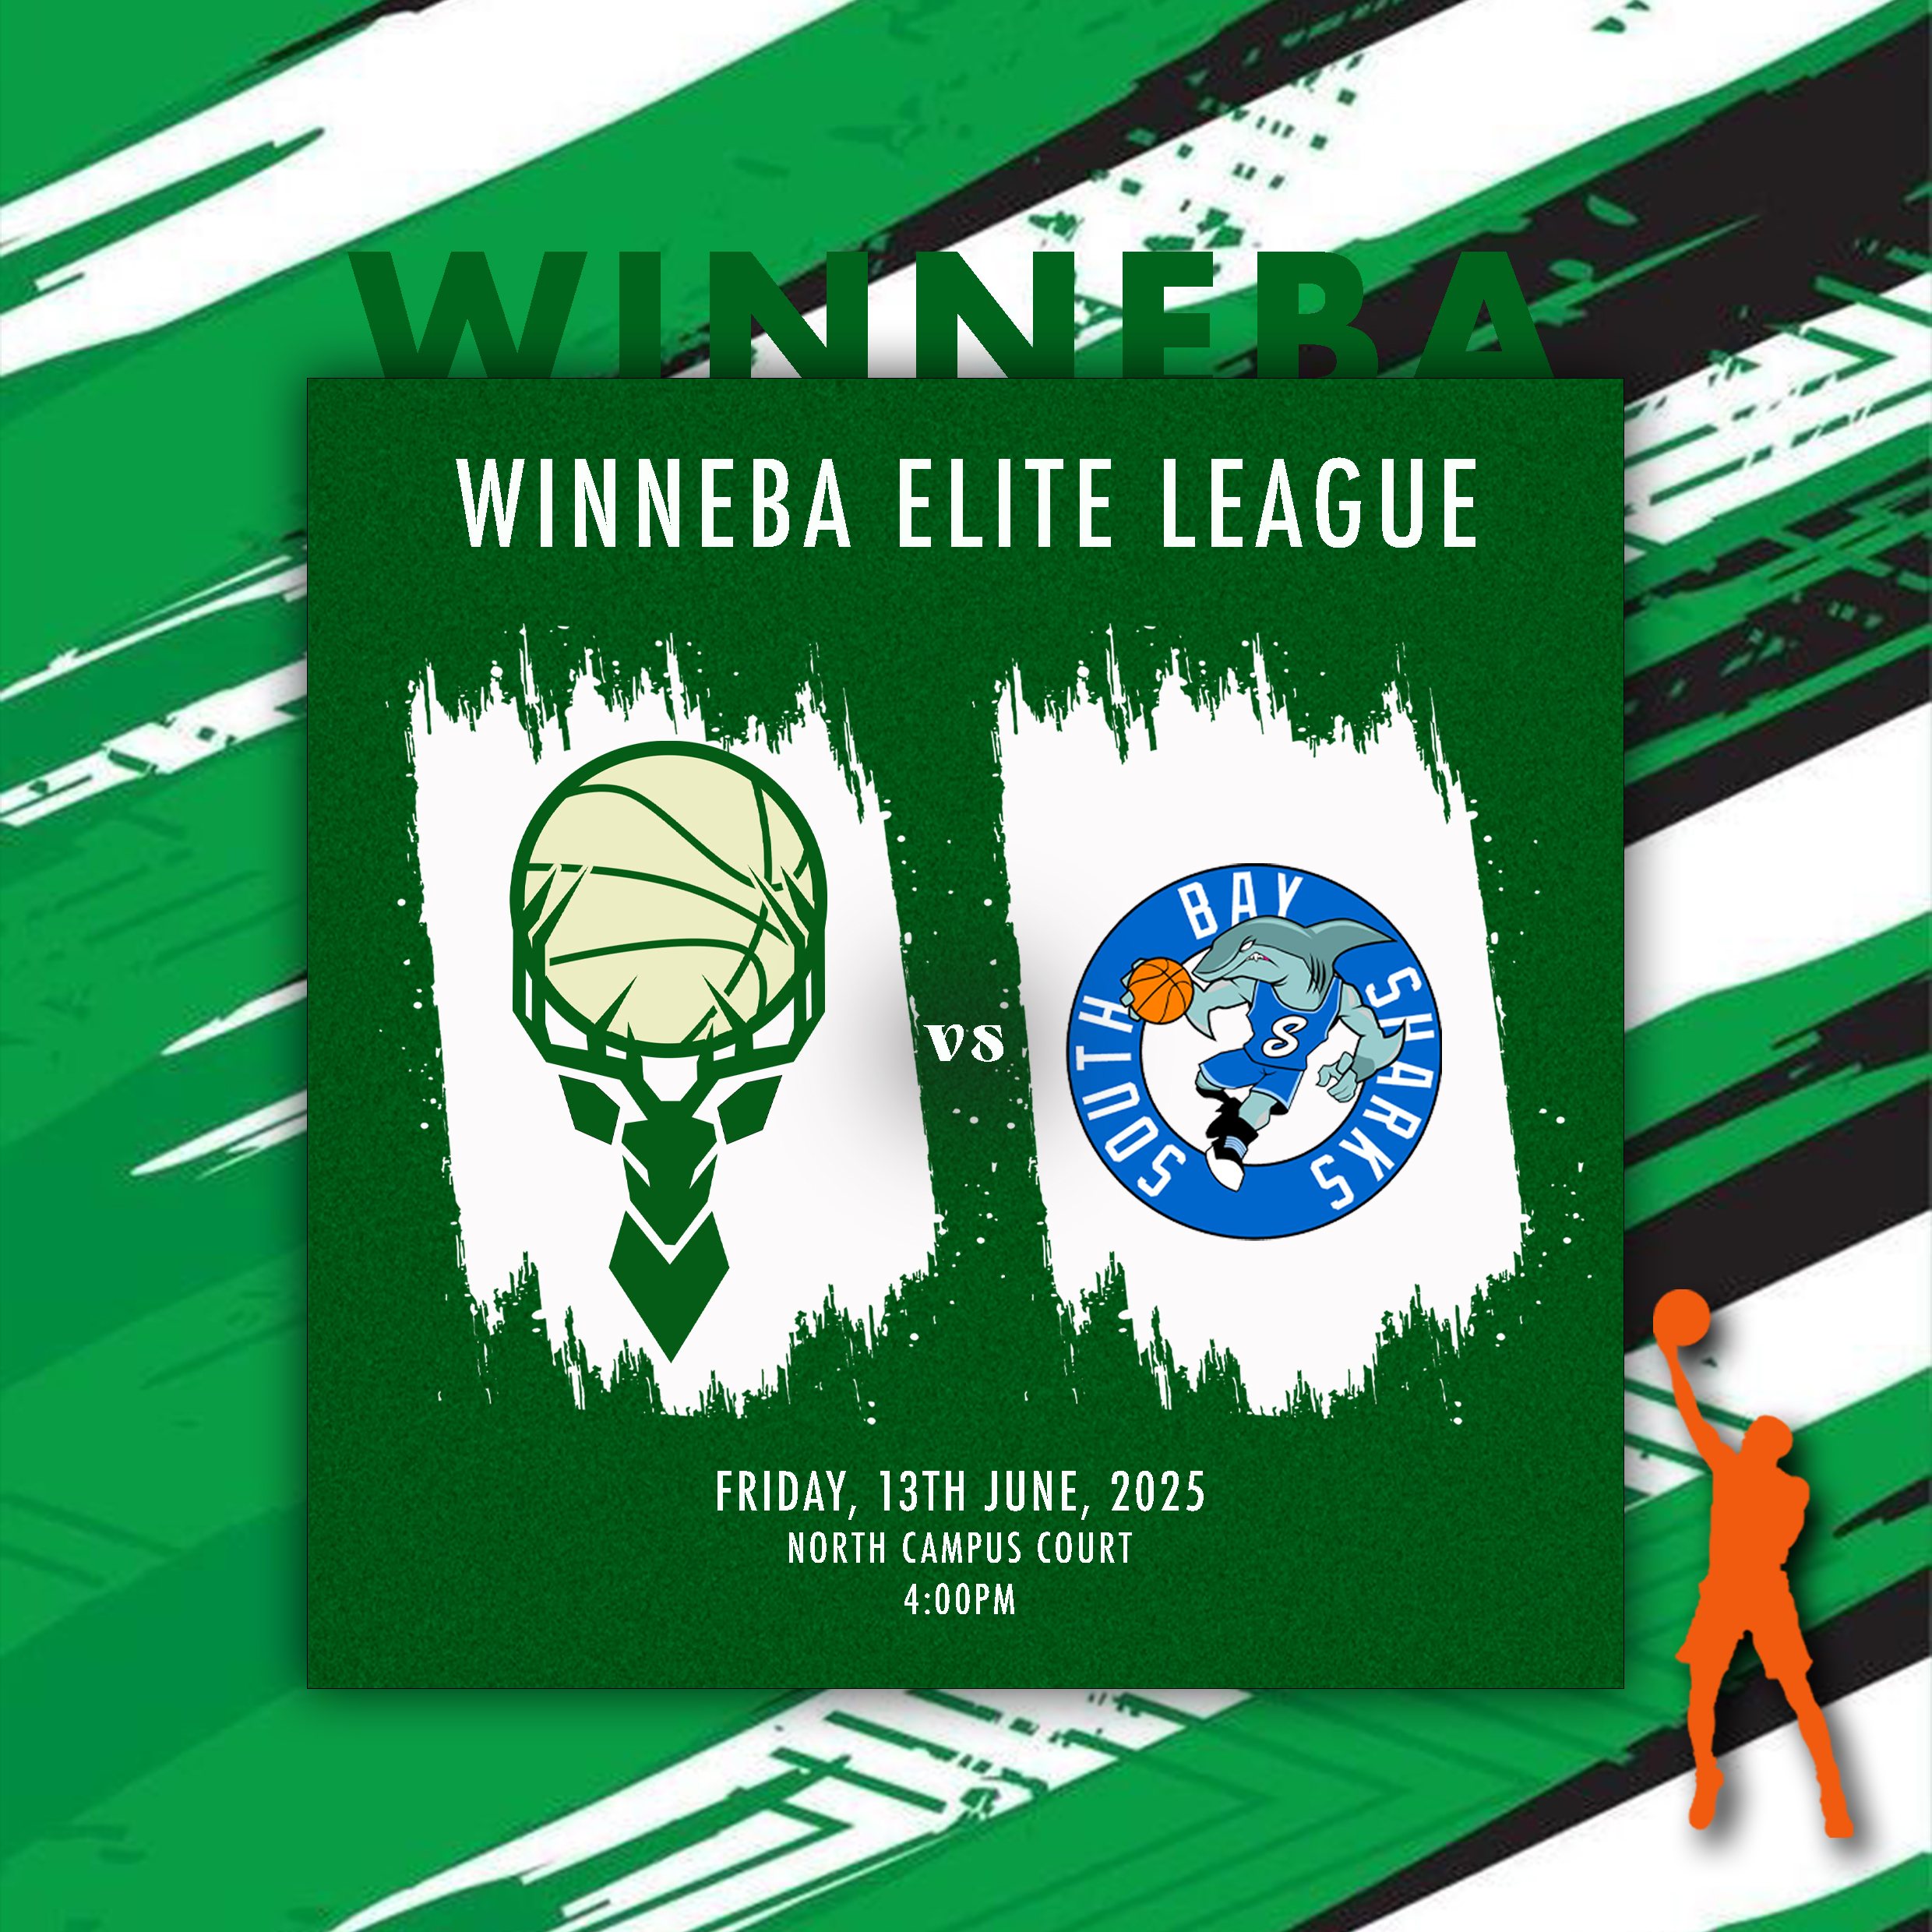 WINNEBA
WINNEBA ELITE LEAGUE
SOUTH BAY SHARKS
S
vs
FRIDAY, 13TH JUNE, 2025
NORTH CAMPUS COURT
4:00PM